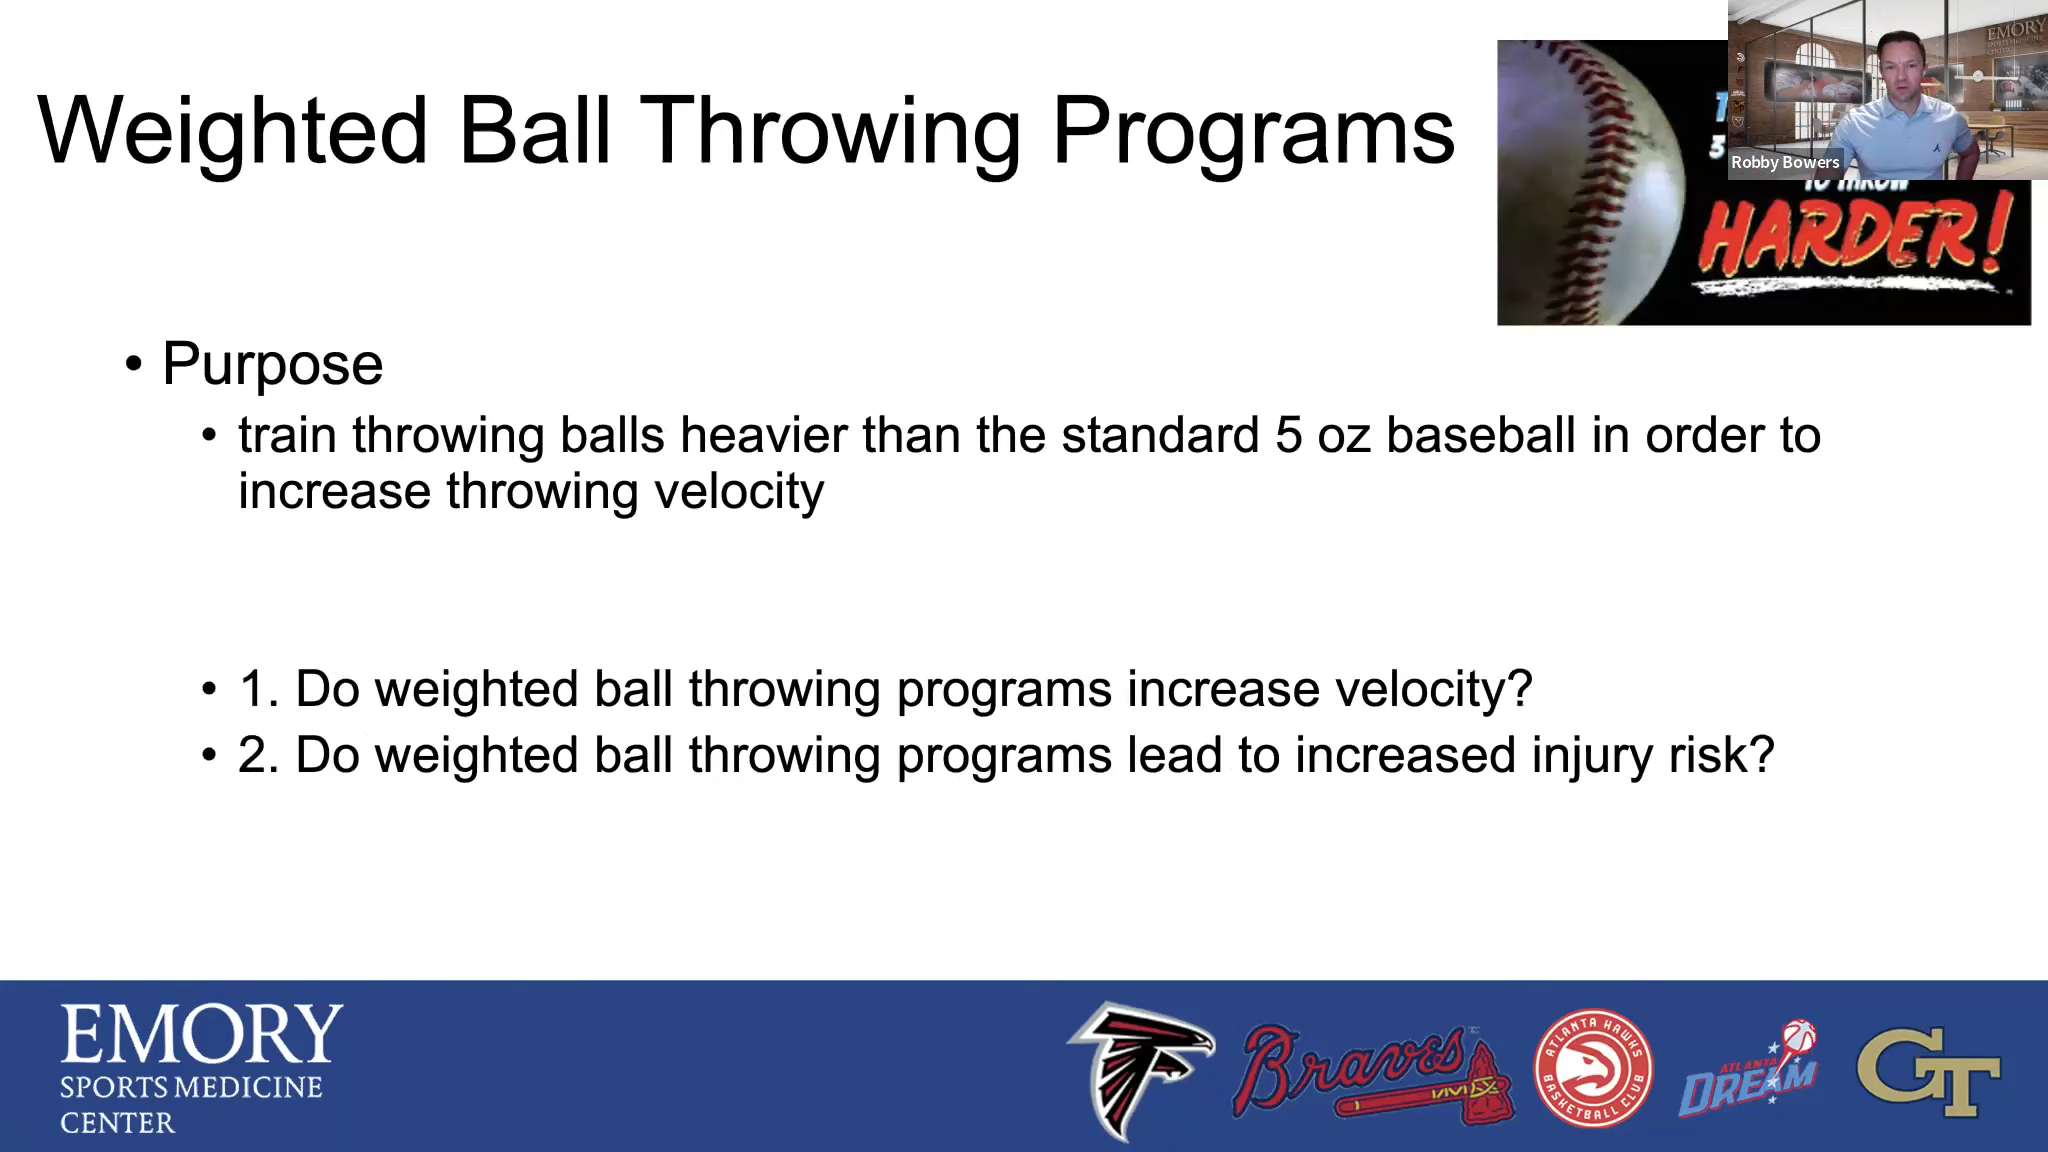 Weighted Ball Throwing Programs
EMORY
Robby Bowers
HARDER!
• Purpose
• train throwing balls heavier than the standard 5 oz baseball in order to
increase throwing velocity
• 1. Do weighted ball throwing programs increase velocity?
• 2. Do weighted ball throwing programs lead to increased injury risk?
EMORY
SPORTS MEDICINE
CENTER
Braves
ATLANTA HAWKS
BASKETBALL CLUB
ATLANTA
DREAM
GT